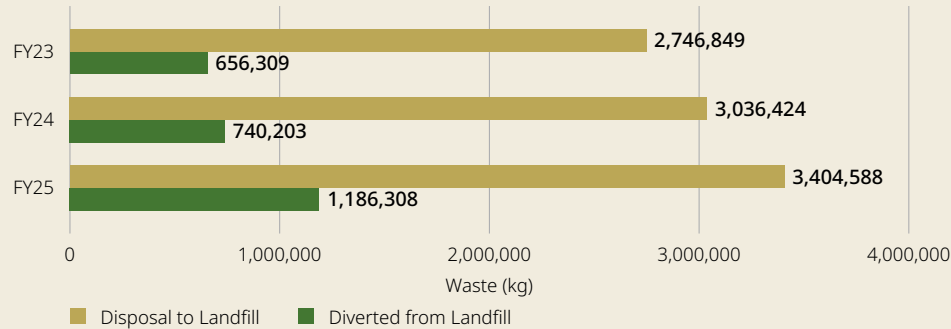 FY23
2,746,849
656,309
FY24
3,036,424
740,203
FY25
3,404,588
1,186,308
0 1,000,000 2,000,000 3,000,000 4,000,000
Waste (kg)
Disposal to Landfill Diverted from Landfill